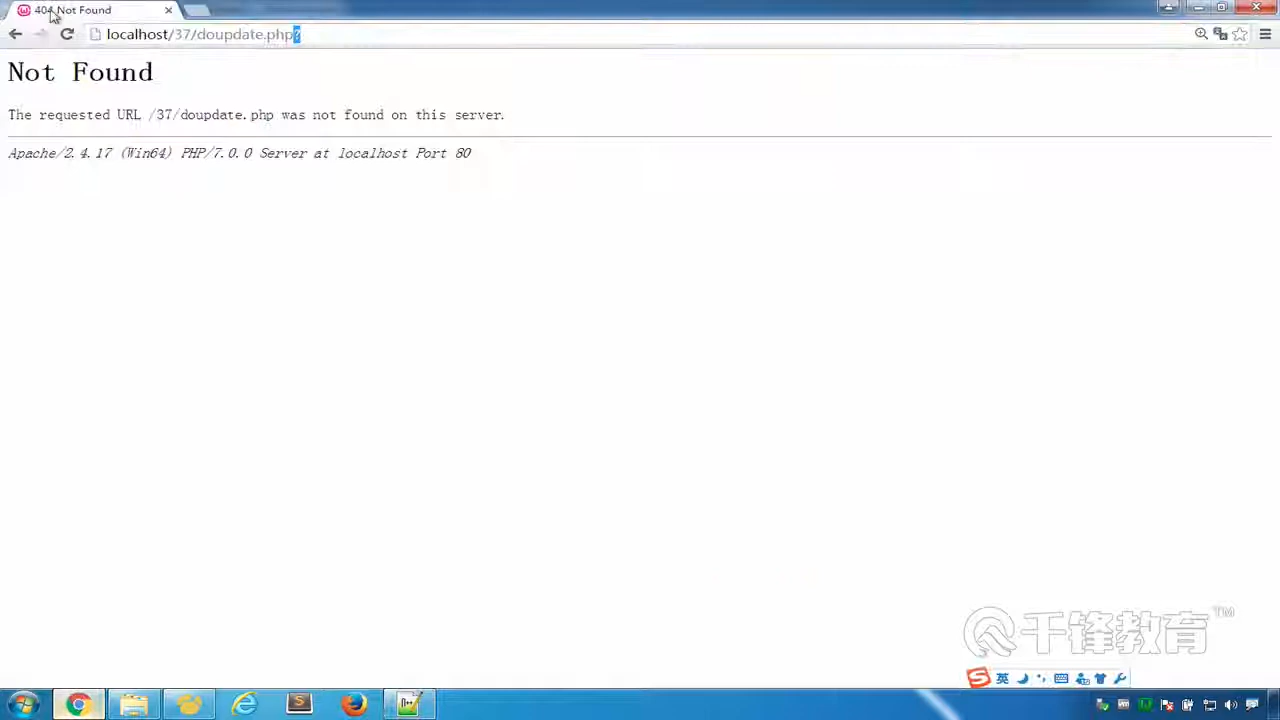 404 Not Found
localhost/37/doupdate.php?
Not Found
The requested URL /37/doupdate.php was not found on this server.
Apache/2.4.17 (Win64) PHP/7.0.0 Server at localhost Port 80
千锋教育 TM
英